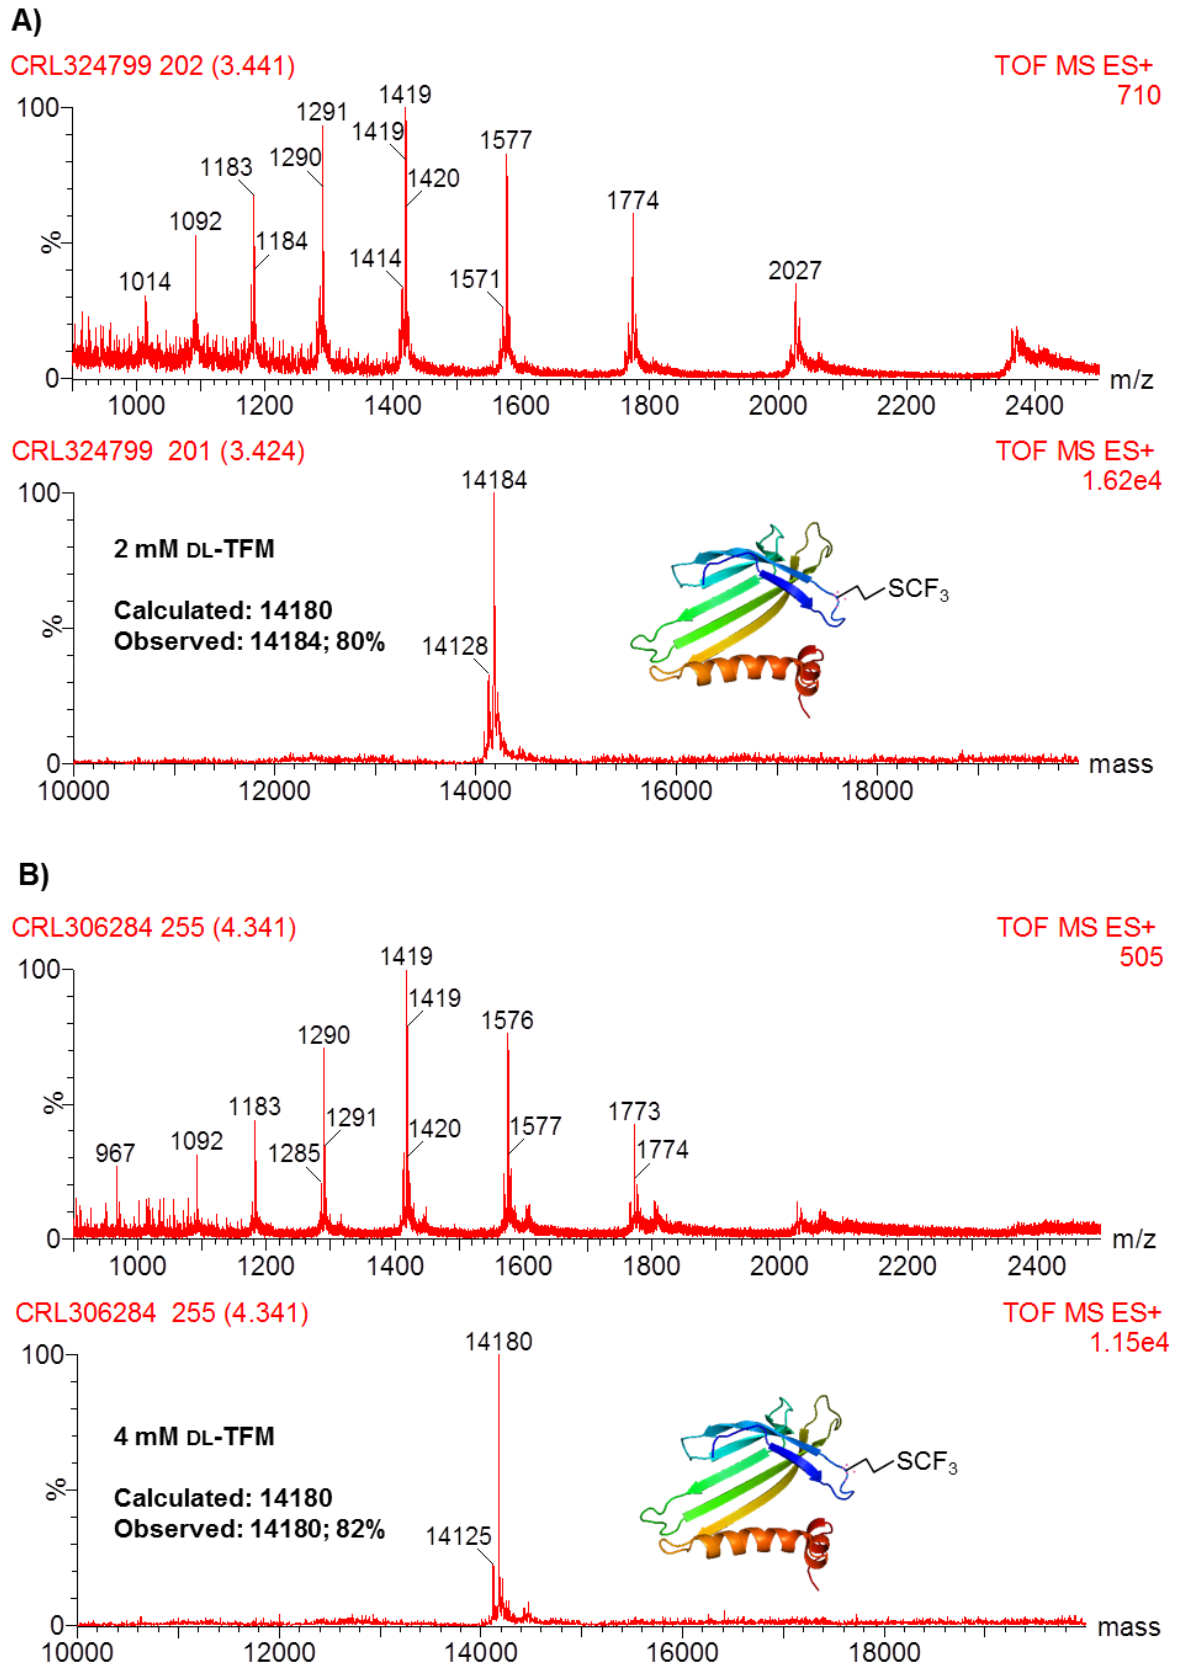 A)
CRL324799 202 (3.441)
TOF MS ES+
710
100
%
0
1014
1092
1183
1184
1290
1291
1414
1419
1419
1420
1571
1577
1774
2027
1000 1200 1400 1600 1800 2000 2200 2400 m/z
CRL324799 201 (3.424)
TOF MS ES+
1.62e4
100
%
0
14184
14128
2 mM DL-TFM
Calculated: 14180
Observed: 14184; 80%
SCF3
10000 12000 14000 16000 18000 mass
B)
CRL306284 255 (4.341)
TOF MS ES+
505
100
%
0
967
1092
1183
1285
1290
1291
1419
1419
1420
1576
1577
1773
1774
1000 1200 1400 1600 1800 2000 2200 2400 m/z
CRL306284 255 (4.341)
TOF MS ES+
1.15e4
100
%
0
14180
14125
4 mM DL-TFM
Calculated: 14180
Observed: 14180; 82%
SCF3
10000 12000 14000 16000 18000 mass